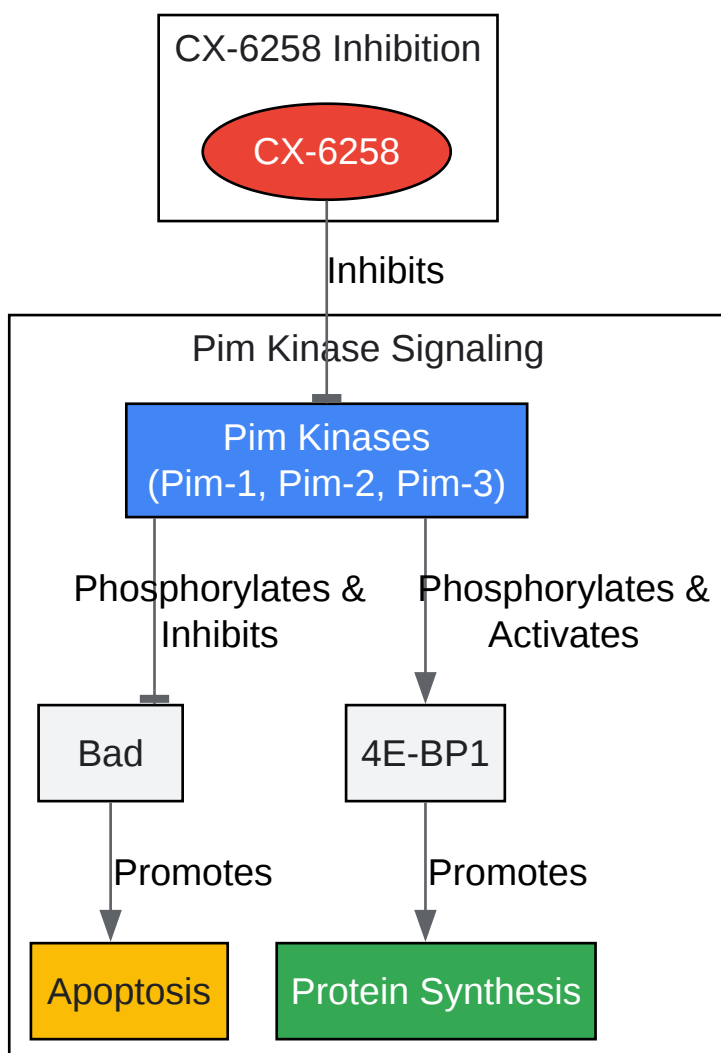 CX-6258 Inhibition
CX-6258
Inhibits
Pim Kinase Signaling
Pim Kinases
(Pim-1, Pim-2, Pim-3)
Phosphorylates &
Inhibits
Phosphorylates &
Activates
Bad
4E-BP1
Promotes
Promotes
Apoptosis
Protein Synthesis